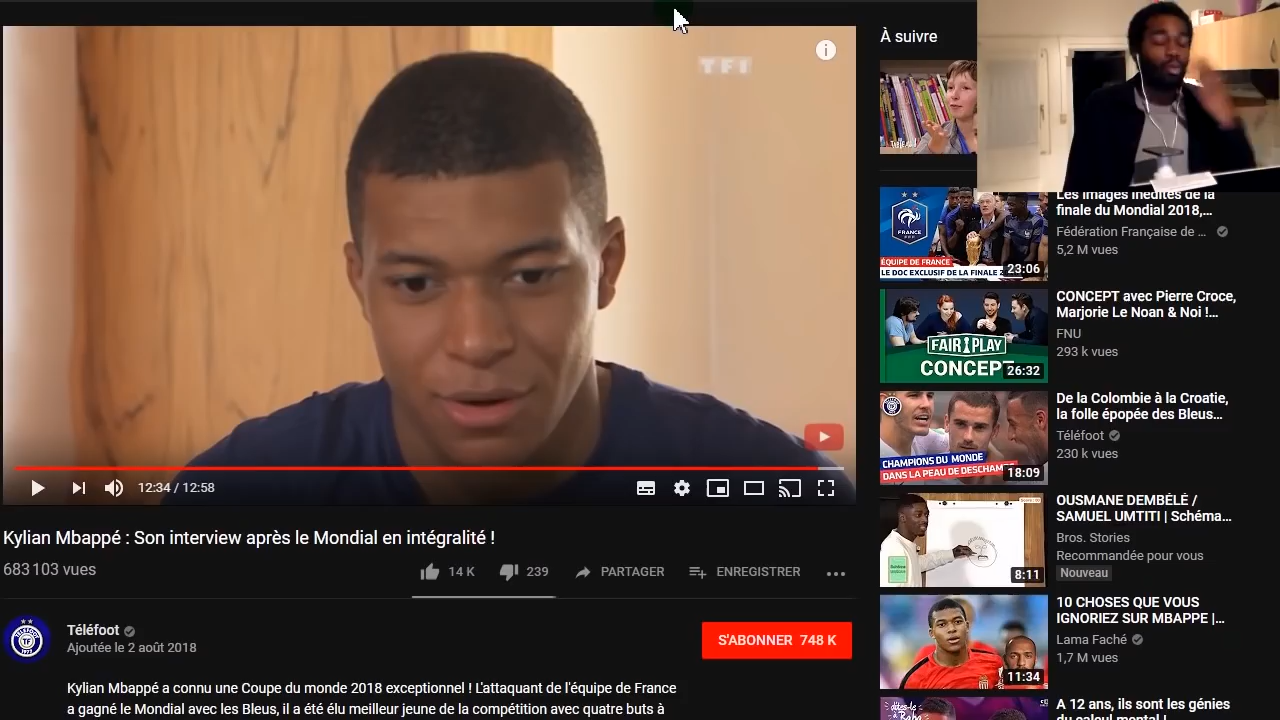 TF1
12:34 / 12:58
Kylian Mbappé : Son interview après le Mondial en intégralité !
683 103 vues
14 K
239
PARTAGER
ENREGISTRER
Téléfoot
Ajoutée le 2 août 2018
S'ABONNER 748 K
Kylian Mbappé a connu une Coupe du monde 2018 exceptionnel ! L'attaquant de l'équipe de France
a gagné le Mondial avec les Bleus, il a été élu meilleur jeune de la compétition avec quatre buts à
À suivre
FRANCE
ÉQUIPE DE FRANCE
LE DOC EXCLUSIF DE LA FINALE
23:06
Les images inédites de la
finale du Mondial 2018,...
Fédération Française de ...
5,2 M vues
FAIR PLAY
CONCEPT
26:32
CONCEPT avec Pierre Croce,
Marjorie Le Noan & Noi !...
FNU
293 k vues
CHAMPIONS DU MONDE
DANS LA PEAU DE DESCHAM
18:09
De la Colombie à la Croatie,
la folle épopée des Bleus...
Téléfoot
230 k vues
8:11
OUSMANE DEMBÉLÉ /
SAMUEL UMTITI | Schéma...
Bros. Stories
Recommandée pour vous
Nouveau
11:34
10 CHOSES QUE VOUS
IGNORIEZ SUR MBAPPE |...
Lama Faché
1,7 M vues
A 12 ans, ils sont les génies
du calcul mental !